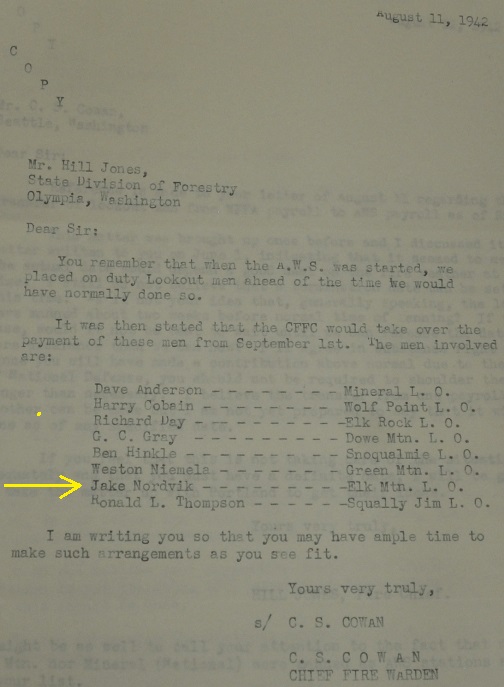 August 11, 1942
C
O
P
Y
Mr. Hill Jones,
State Division of Forestry
Olympia, Washington
Dear Sir:
You remember that when the A.W.S. was started, we
placed on duty Lookout men ahead of the time we would
have normally done so.
It was then stated that the CFFC would take over the
payment of these men from September 1st. The men involved
are:
Dave Anderson - - - - - - - - Mineral L. O.
Harry Cobain - - - - - - - - - Wolf Point L. O.
Richard Day - - - - - - - - - -Elk Rock L. O.
G. C. Gray - - - - - - - - - - Dowe Mtn. L. O.
Ben Hinkle - - - - - - - - - - Snoqualmie L. O.
Weston Niemela - - - - - - - - Green Mtn. L. O.
Jake Nordvik - - - - - - - - -Elk Mtn. L. O.
Ronald L. Thompson - - - - - -Squally Jim L. O.
I am writing you so that you may have ample time to
make such arrangements as you see fit.
Yours very truly,
s/ C. S. COWAN
C. S. C O W A N
CHIEF FIRE WARDEN